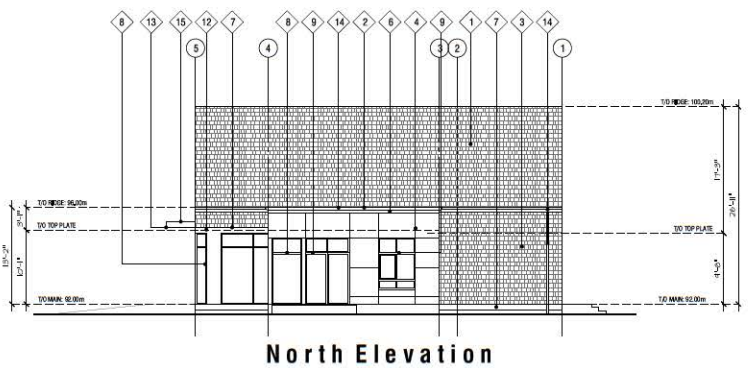 8 13 15 12 7 8 9 14 2 6 4 9 1 7 3 14
5 4 3 2 1
T/O RIDGE: 100.20m
T/O RIDGE: 96.00m
T/O TOP PLATE
T/O TOP PLATE
T/O MAIN: 92.00m
T/O MAIN: 92.00m
North Elevation